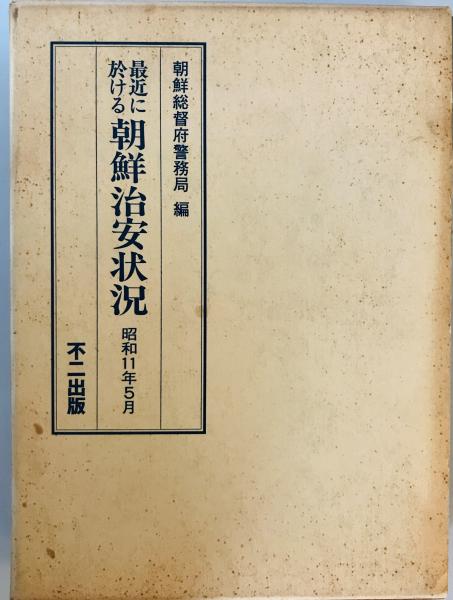 朝鮮総督府警務局 編
最近に
於ける
朝鮮治安状況
昭和11年5月
不二出版